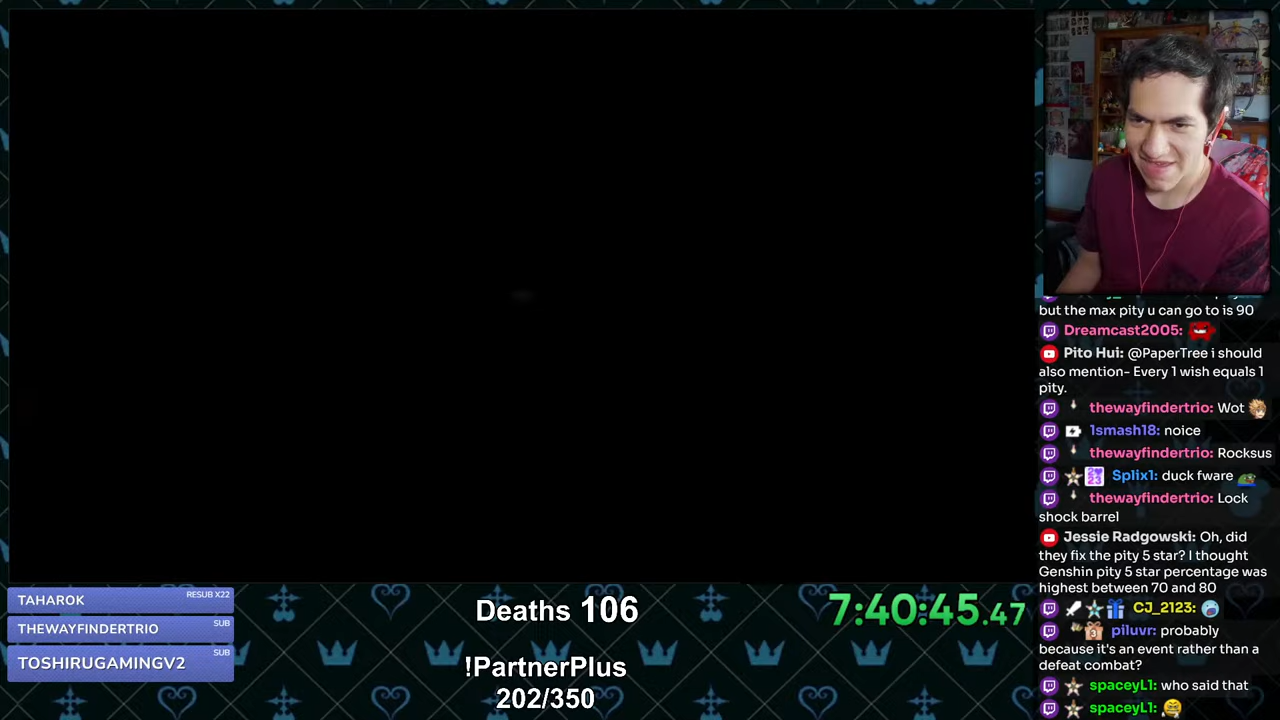 but the max pity u can go to is 90
Dreamcast2005:
Pito Hui: @PaperTree i should
also mention- Every 1 wish equals 1
pity.
thewayfindertrio: Wot
1smash18: noice
thewayfindertrio: Rocksus
Splix1: duck fware
thewayfindertrio: Lock
shock barrel
Jessie Radgowski: Oh, did
they fix the pity 5 star? I thought
Genshin pity 5 star percentage was
highest between 70 and 80
CJ_2123:
piluvr: probably
because it's an event rather than a
defeat combat?
spaceyL1: who said that
spaceyL1:
TAHAROK RESUB X22
THEWAYFINDERTRIO SUB
TOSHIRUGAMINGV2 SUB
Deaths 106
!PartnerPlus
202/350
7:40:45.47